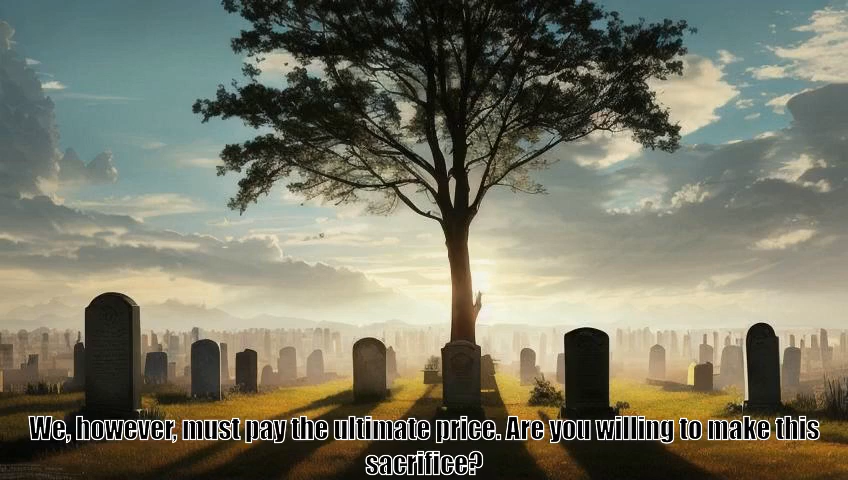 We, however, must pay the ultimate price. Are you willing to make this
sacrifice?